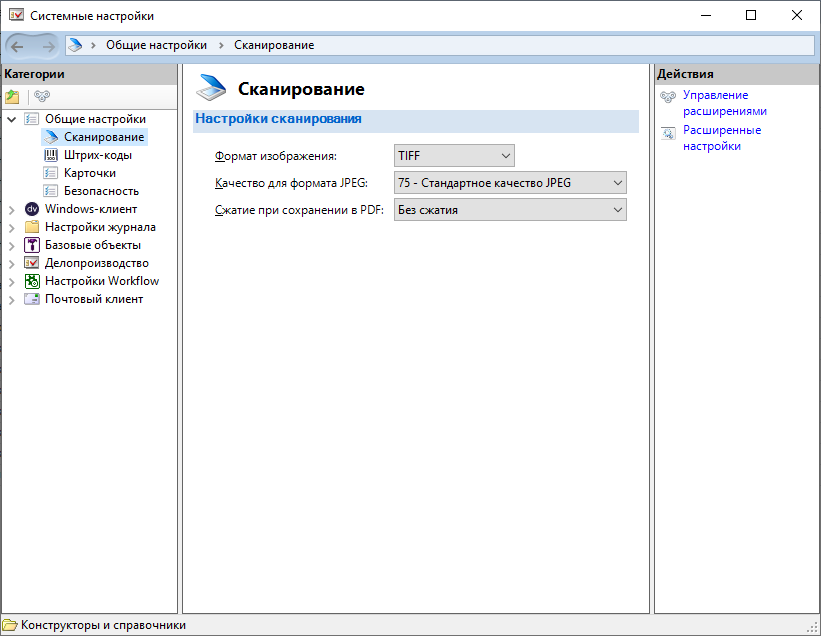 Системные настройки
Общие настройки
Сканирование
Категории
Общие настройки
Сканирование
Штрих-коды
Карточки
Безопасность
dv Windows-клиент
Настройки журнала
Базовые объекты
Делопроизводство
Настройки Workflow
Почтовый клиент
Сканирование
Настройки сканирования
Формат изображения: TIFF
Качество для формата JPEG: 75 - Стандартное качество JPEG
Сжатие при сохранении в PDF: Без сжатия
Действия
Управление
расширениями
Расширенные
настройки
Конструкторы и справочники